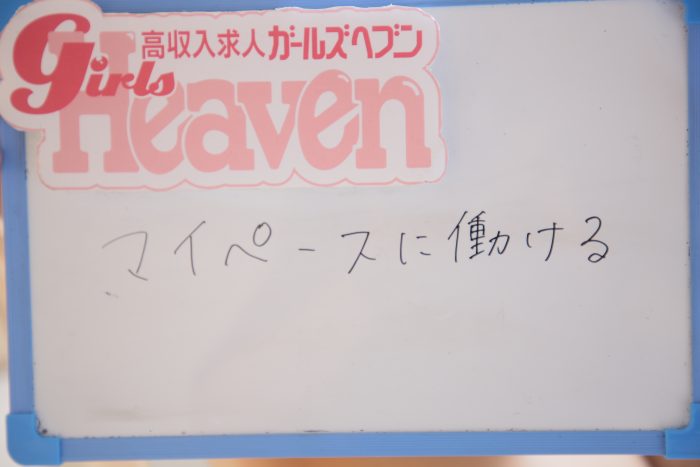 高収入求人ガールズヘブン
Girls
Heaven
マイペースに働ける